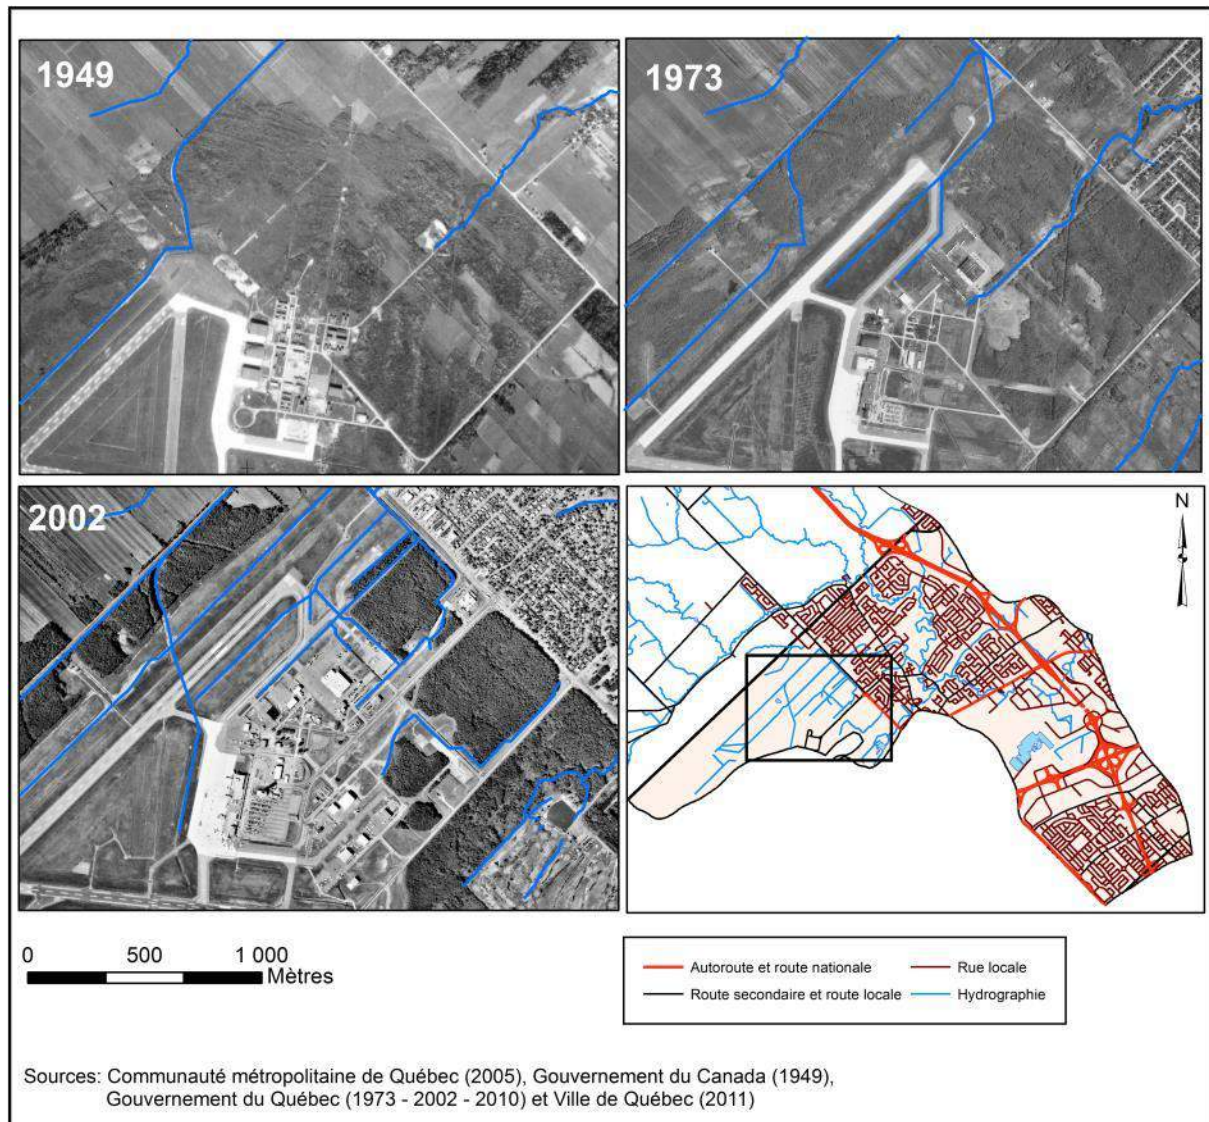 1949
1973
2002
N
0 500 1 000
Mètres
Autoroute et route nationale
Rue locale
Route secondaire et route locale
Hydrographie
Sources: Communauté métropolitaine de Québec (2005), Gouvernement du Canada (1949),
Gouvernement du Québec (1973 - 2002 - 2010) et Ville de Québec (2011)